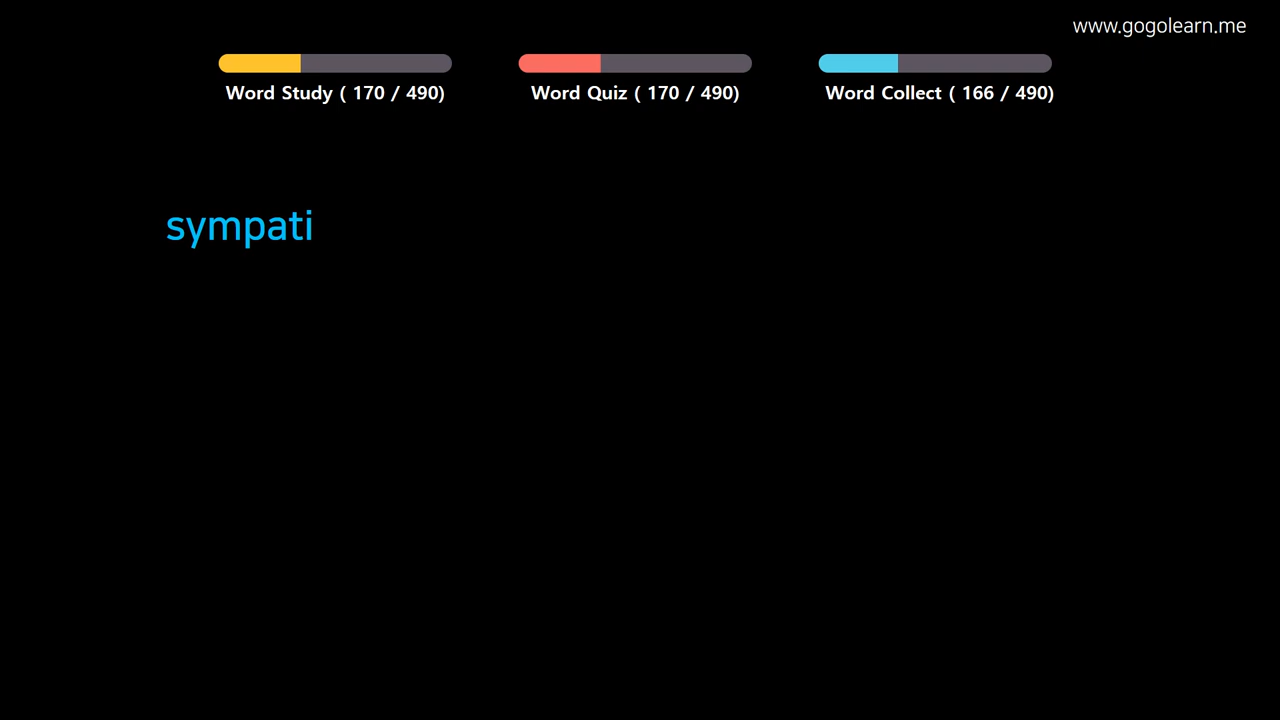 www.gogolearn.me
Word Study ( 170 / 490)
Word Quiz ( 170 / 490)
Word Collect ( 166 / 490)
sympati